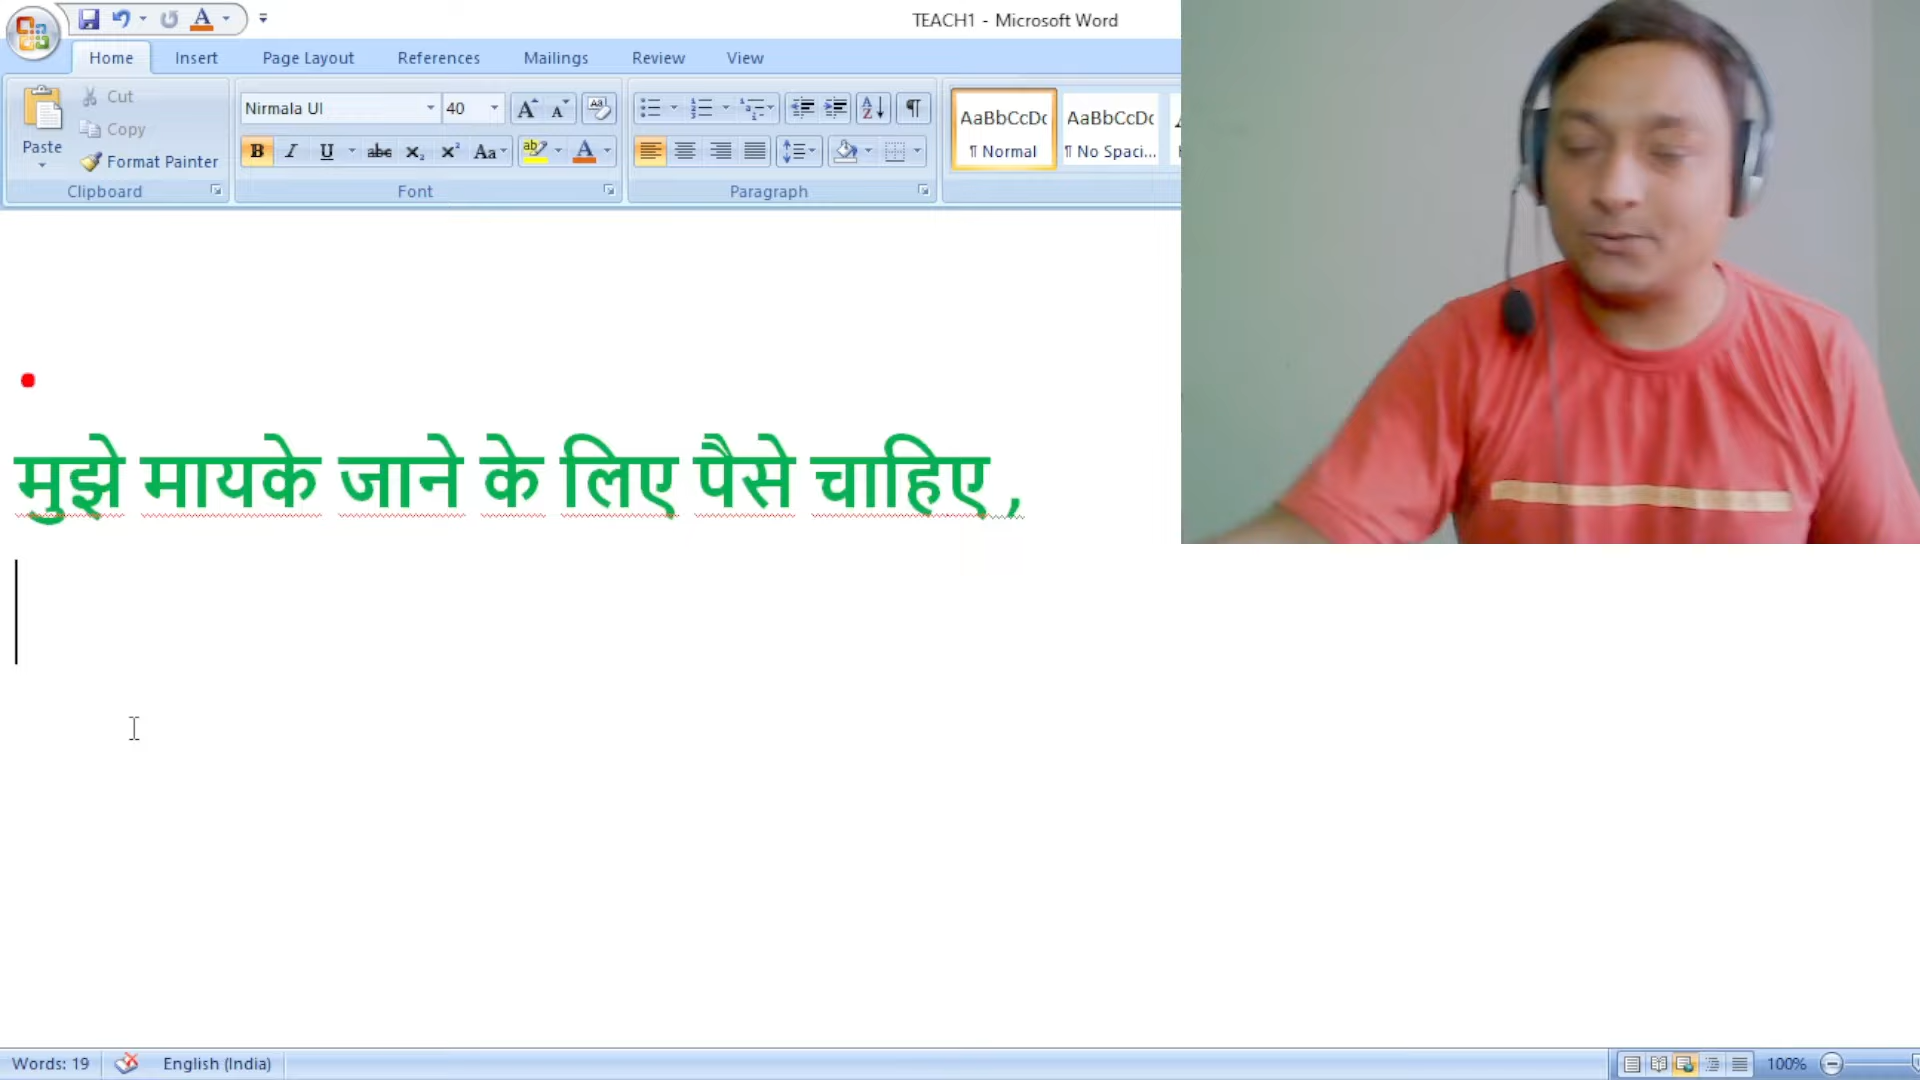 TEACH1 - Microsoft Word
Home Insert Page Layout References Mailings Review View
Paste
Cut
Copy
Format Painter
Clipboard
Nirmala UI 40
Font
Paragraph
AaBbCcDc AaBbCcDc
¶ Normal ¶ No Spaci...
मुझे मायके जाने के लिए पैसे चाहिए ,
Words: 19 English (India) 100%